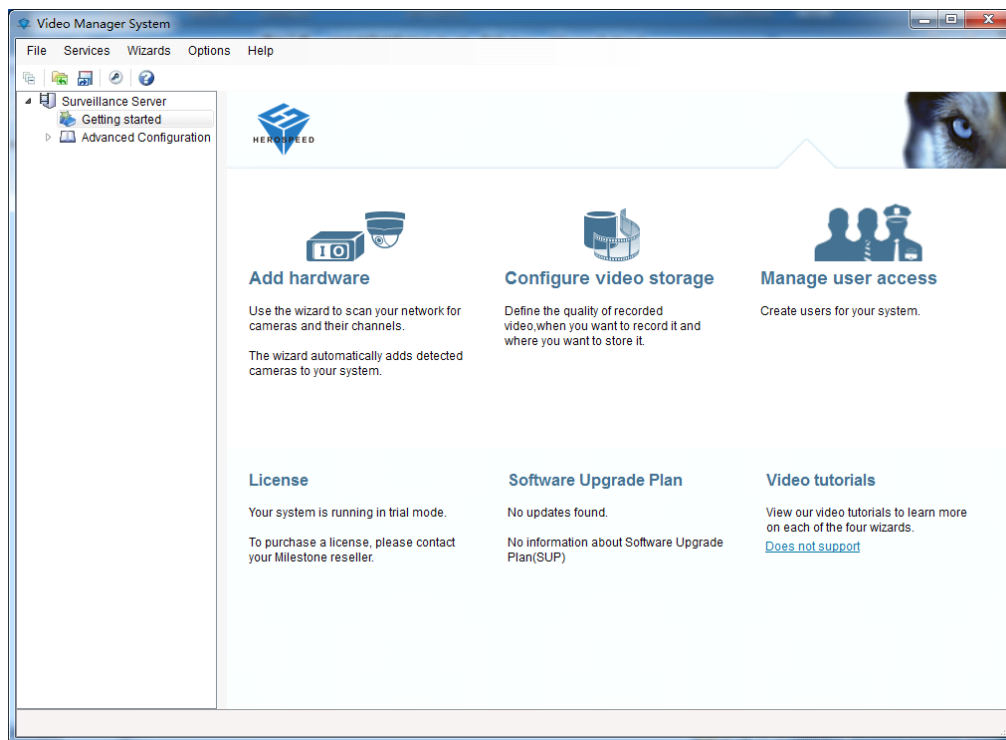 Video Manager System
File Services Wizards Options Help
Surveillance Server
Getting started
Advanced Configuration
HEROSPEED
I O
Add hardware
Use the wizard to scan your network for
cameras and their channels.
The wizard automatically adds detected
cameras to your system.
Configure video storage
Define the quality of recorded
video,when you want to record it and
where you want to store it.
Manage user access
Create users for your system.
License
Your system is running in trial mode.
To purchase a license, please contact
your Milestone reseller.
Software Upgrade Plan
No updates found.
No information about Software Upgrade
Plan(SUP)
Video tutorials
View our video tutorials to learn more
on each of the four wizards.
Does not support